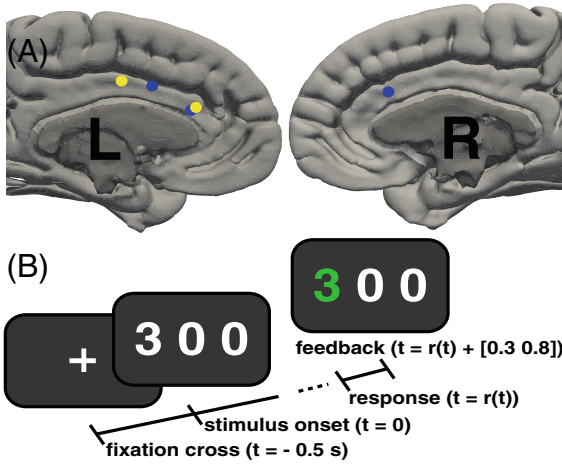 (A)
L
R
(B)
3 0 0
3 0 0
+
feedback (t = r(t) + [0.3 0.8])
response (t = r(t))
stimulus onset (t = 0)
fixation cross (t = - 0.5 s)